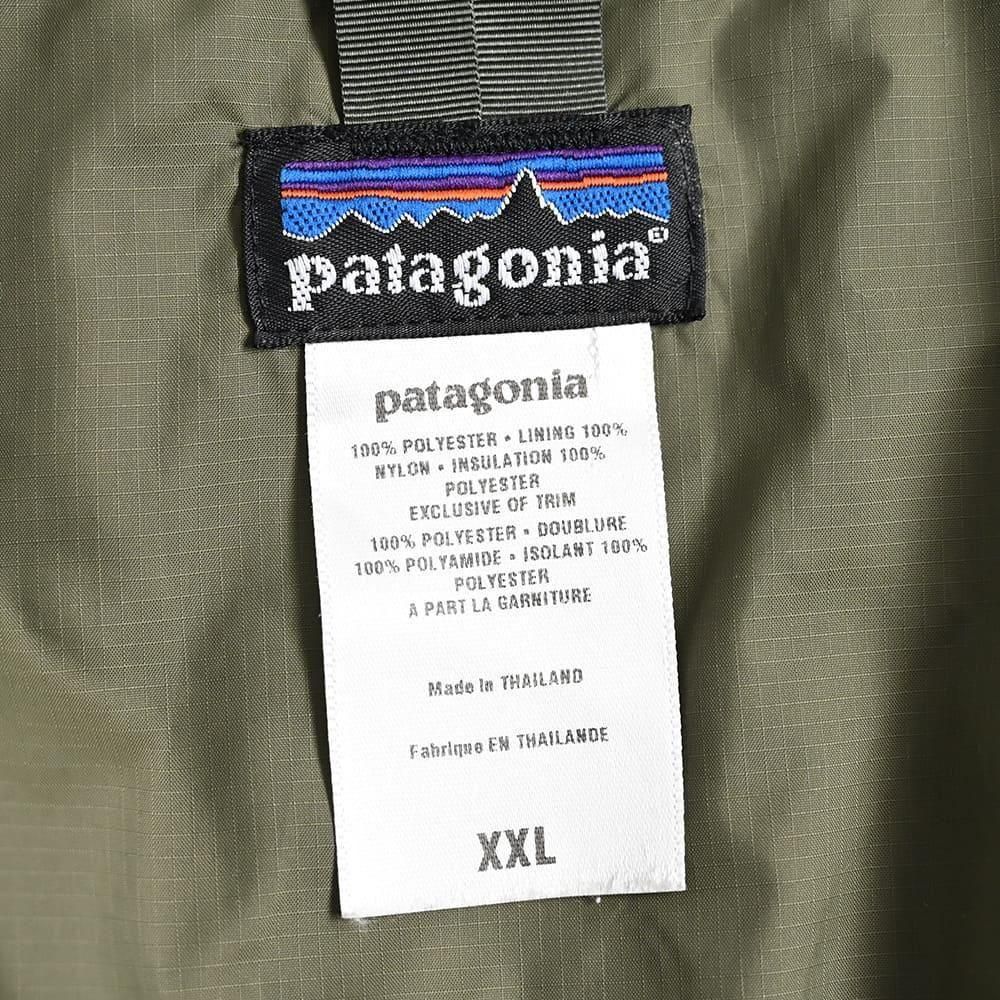 patagonia®
patagonia
100% POLYESTER • LINING 100%
NYLON • INSULATION 100%
POLYESTER
EXCLUSIVE OF TRIM
100% POLYESTER • DOUBLURE
100% POLYAMIDE • ISOLANT 100%
POLYESTER
A PART LA GARNITURE
Made in THAILAND
Fabrique EN THAILANDE
XXL